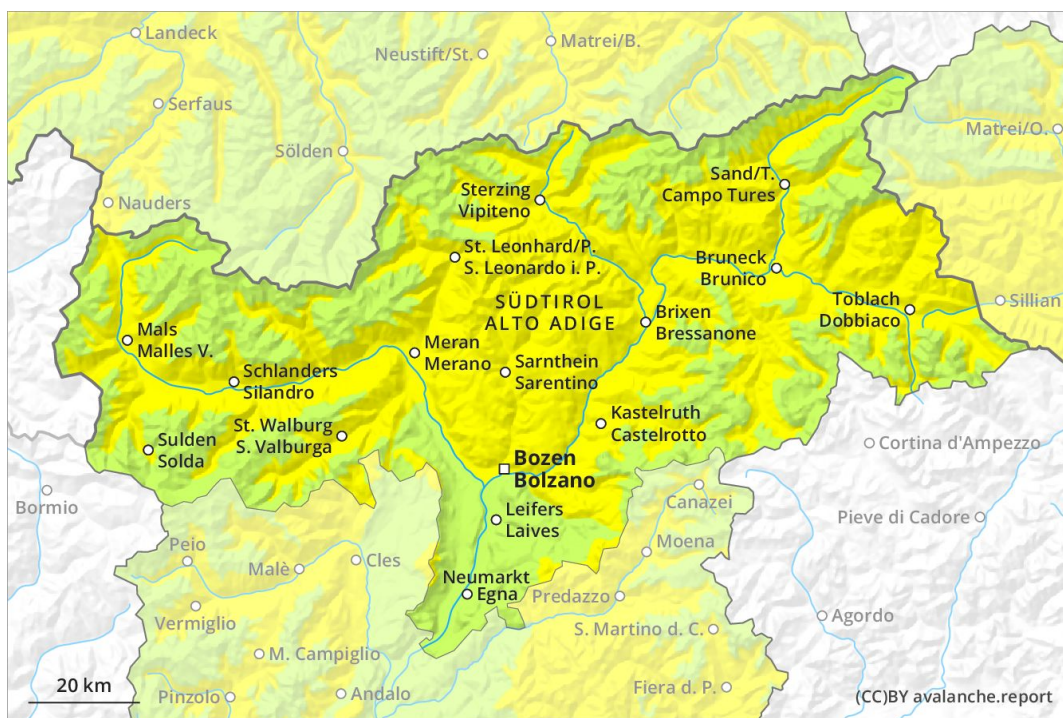 Landeck
Matrei/B.
Neustift/St.
Serfaus
Matrei/O.
Sölden
Sand/T.
Campo Tures
Sterzing
Vipiteno
Nauders
St. Leonhard/P.
S. Leonardo i. P.
Bruneck
Brunico
SÜDTIROL
ALTO ADIGE
Toblach
Dobbiaco
Sillian
Brixen
Bressanone
Mals
Malles V.
Meran
Merano
Sarnthein
Sarentino
Schlanders
Silandro
Kastelruth
Castelrotto
St. Walburg
S. Valburga
Sulden
Solda
Cortina d'Ampezzo
Bozen
Bolzano
Bormio
Canazei
Leifers
Laives
Pieve di Cadore
Moena
Peio
Cles
Malè
Neumarkt
Egna
Predazzo
Vermiglio
Agordo
S. Martino d. C.
M. Campiglio
20 km
Pinzolo
Andalo
Fiera d. P.
(CC)BY avalanche.report